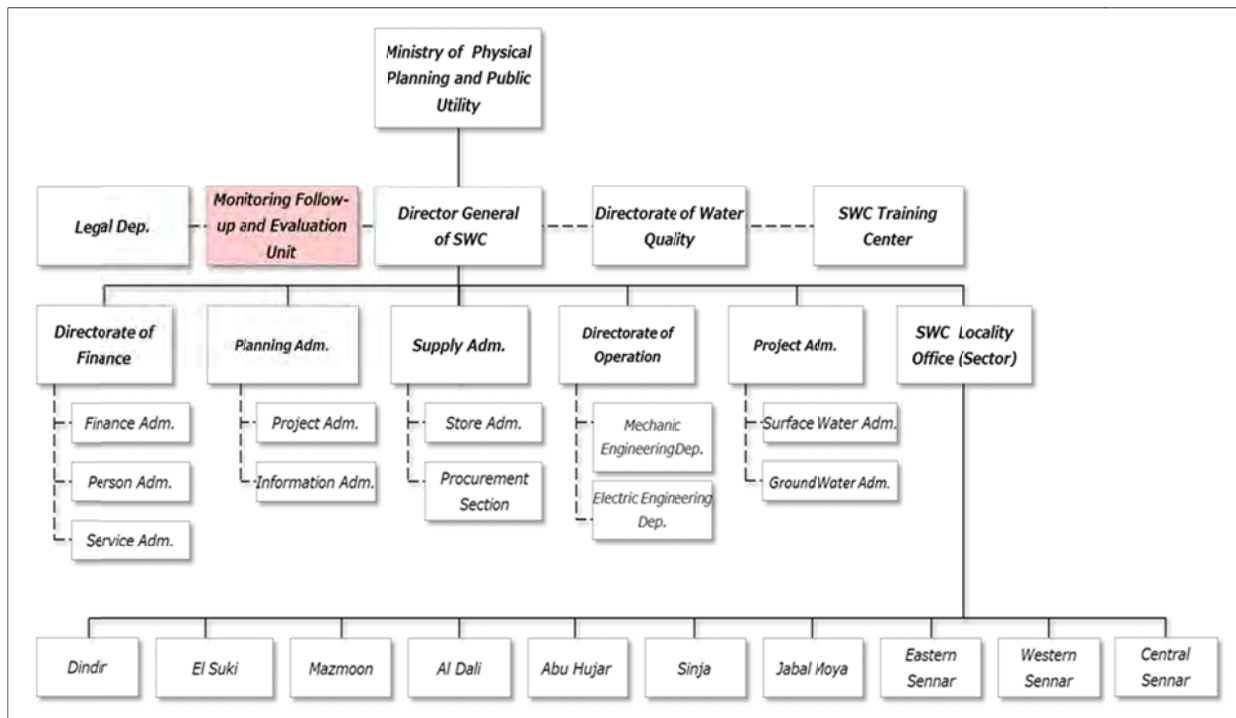 Ministry of Physical
Planning and Public
Utility
Legal Dep.
Monitoring Follow-
up and Evaluation
Unit
Director General
of SWC
Directorate of Water
Quality
SWC Training
Center
Directorate of
Finance
Planning Adm.
Supply Adm.
Directorate of
Operation
Project Adm.
SWC Locality
Office (Sector)
Finance Adm.
Person Adm.
Service Adm.
Project Adm.
Information Adm.
Store Adm.
Procurement
Section
Mechanic
Engineering Dep.
Electric Engineering
Dep.
Surface Water Adm.
Ground Water Adm.
Dindir
El Suki
Mazmoon
Al Dali
Abu Hujar
Sinja
Jabal Moya
Eastern
Sennar
Western
Sennar
Central
Sennar